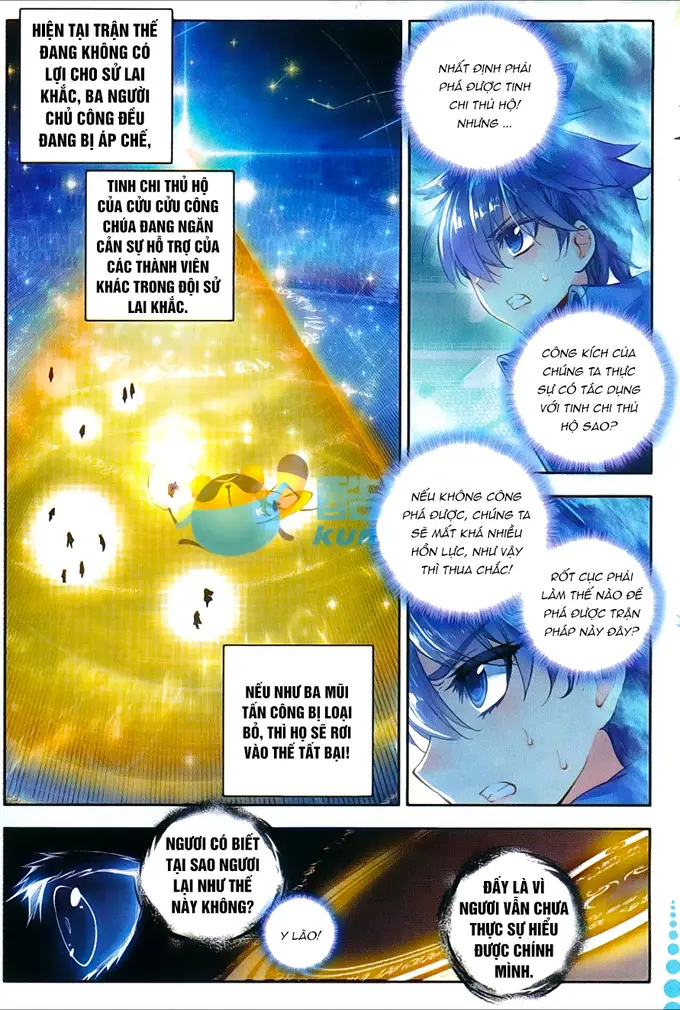 HIỆN TẠI TRẬN THẾ
ĐANG KHÔNG CÓ
LỢI CHO SỬ LAI
KHẮC, BA NGƯỜI
CHỦ CÔNG ĐỀU
ĐANG BỊ ÁP CHẾ,
TINH CHI THỦ HỘ
CỦA CỬU CỬU CÔNG
CHÚA ĐANG NGĂN
CẢN SỰ HỖ TRỢ CỦA
CÁC THÀNH VIÊN
KHÁC TRONG ĐỘI SỬ
LAI KHẮC.
NHẤT ĐỊNH PHẢI
PHÁ ĐƯỢC TINH
CHI THỦ HỘ!
NHƯNG ...
CÔNG KÍCH CỦA
CHÚNG TA THỰC
SỰ CÓ TÁC DỤNG
VỚI TINH CHI THỦ
HỘ SAO?
NẾU KHÔNG CÔNG
PHÁ ĐƯỢC, CHÚNG TA
SẼ MẤT KHÁ NHIỀU
HỒN LỰC, NHƯ VẬY
THÌ THUA CHẮC!
RỐT CỤC PHẢI
LÀM THẾ NÀO ĐỂ
PHÁ ĐƯỢC TRẬN
PHÁP NÀY ĐÂY?
NẾU NHƯ BA MŨI
TẤN CÔNG BỊ LOẠI
BỎ, THÌ HỌ SẼ RƠI
VÀO THẾ TẤT BẠI!
NGƯƠI CÓ BIẾT
TẠI SAO NGƯƠI
LẠI NHƯ THẾ
NÀY KHÔNG?
Y LÃO!
ĐẤY LÀ VÌ
NGƯƠI VẪN CHƯA
THỰC SỰ HIỂU
ĐƯỢC CHÍNH
MÌNH.